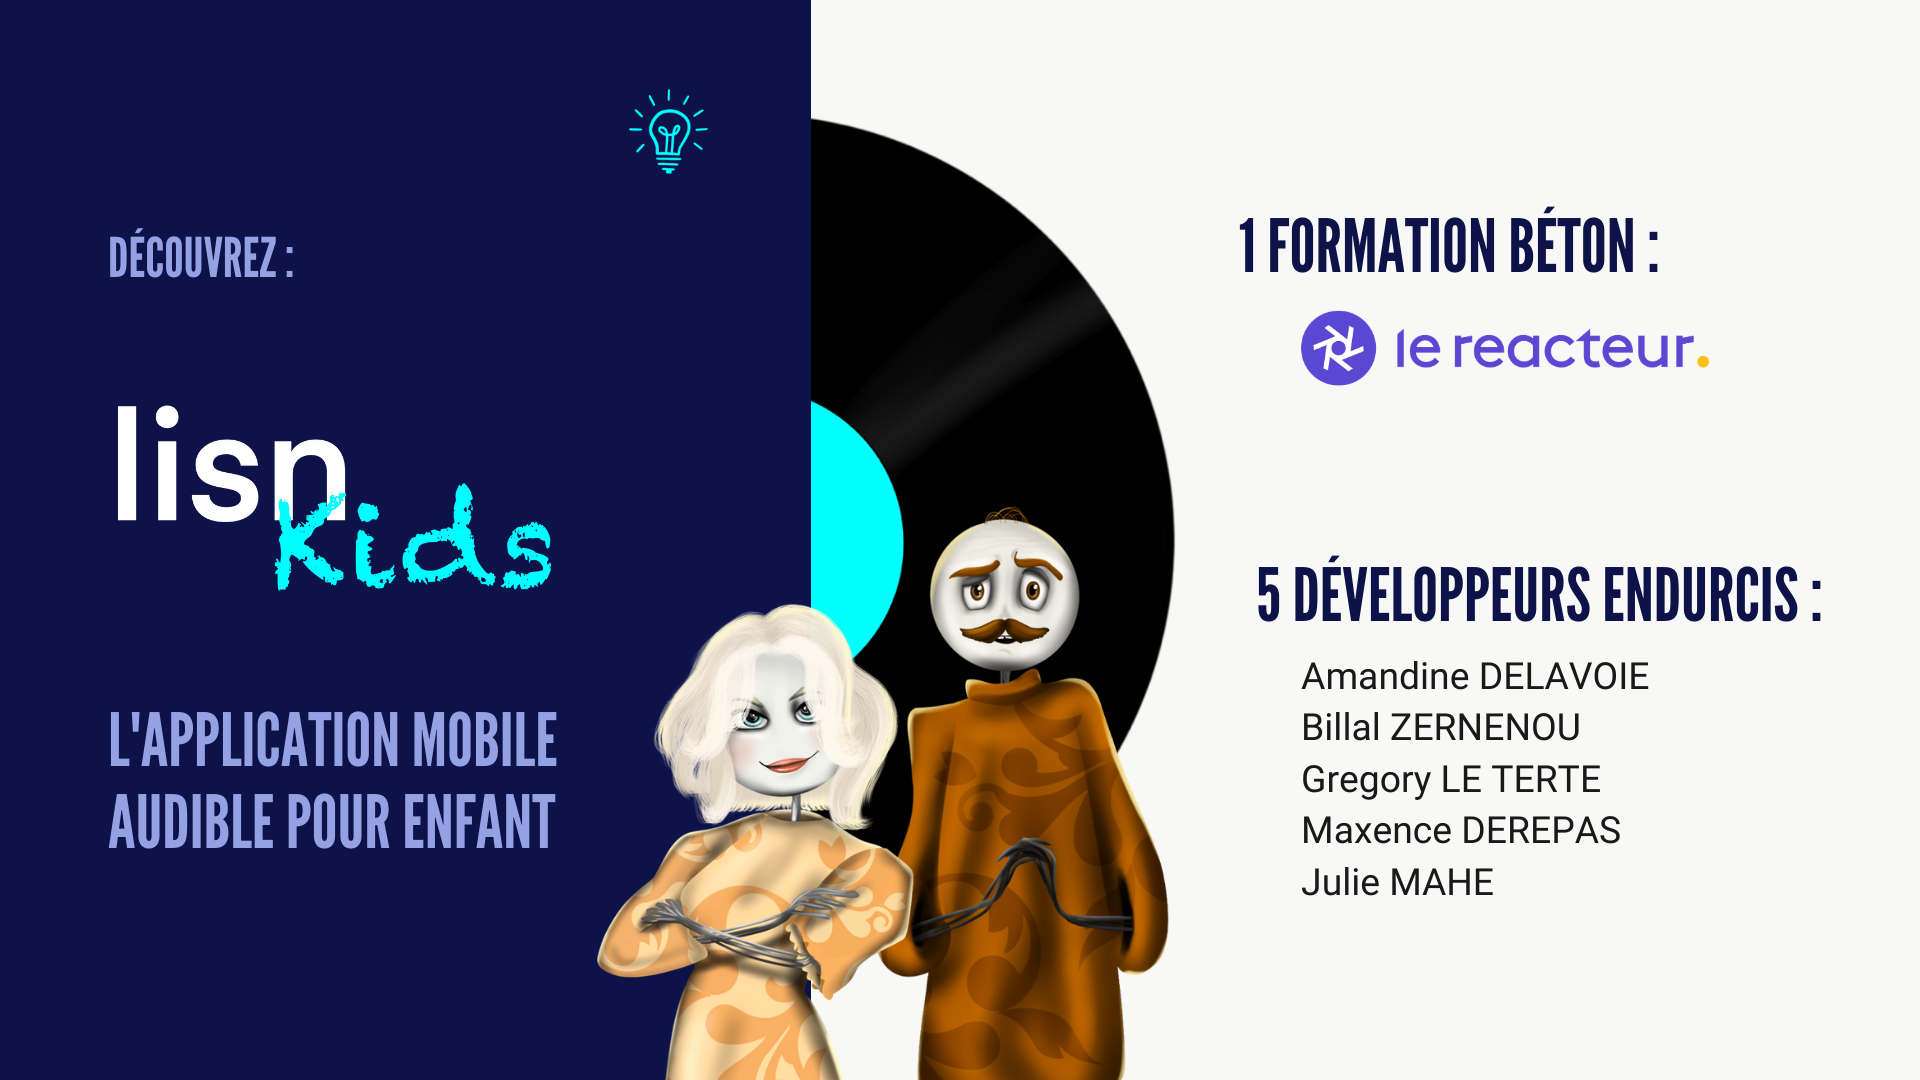 DÉCOUVREZ :
lisn
Kids
L'APPLICATION MOBILE
AUDIBLE POUR ENFANT
1 FORMATION BÉTON :
le reacteur.
5 DÉVELOPPEURS ENDURCIS :
Amandine DELAVOIE
Billal ZERNENOU
Gregory LE TERTE
Maxence DEREPAS
Julie MAHE